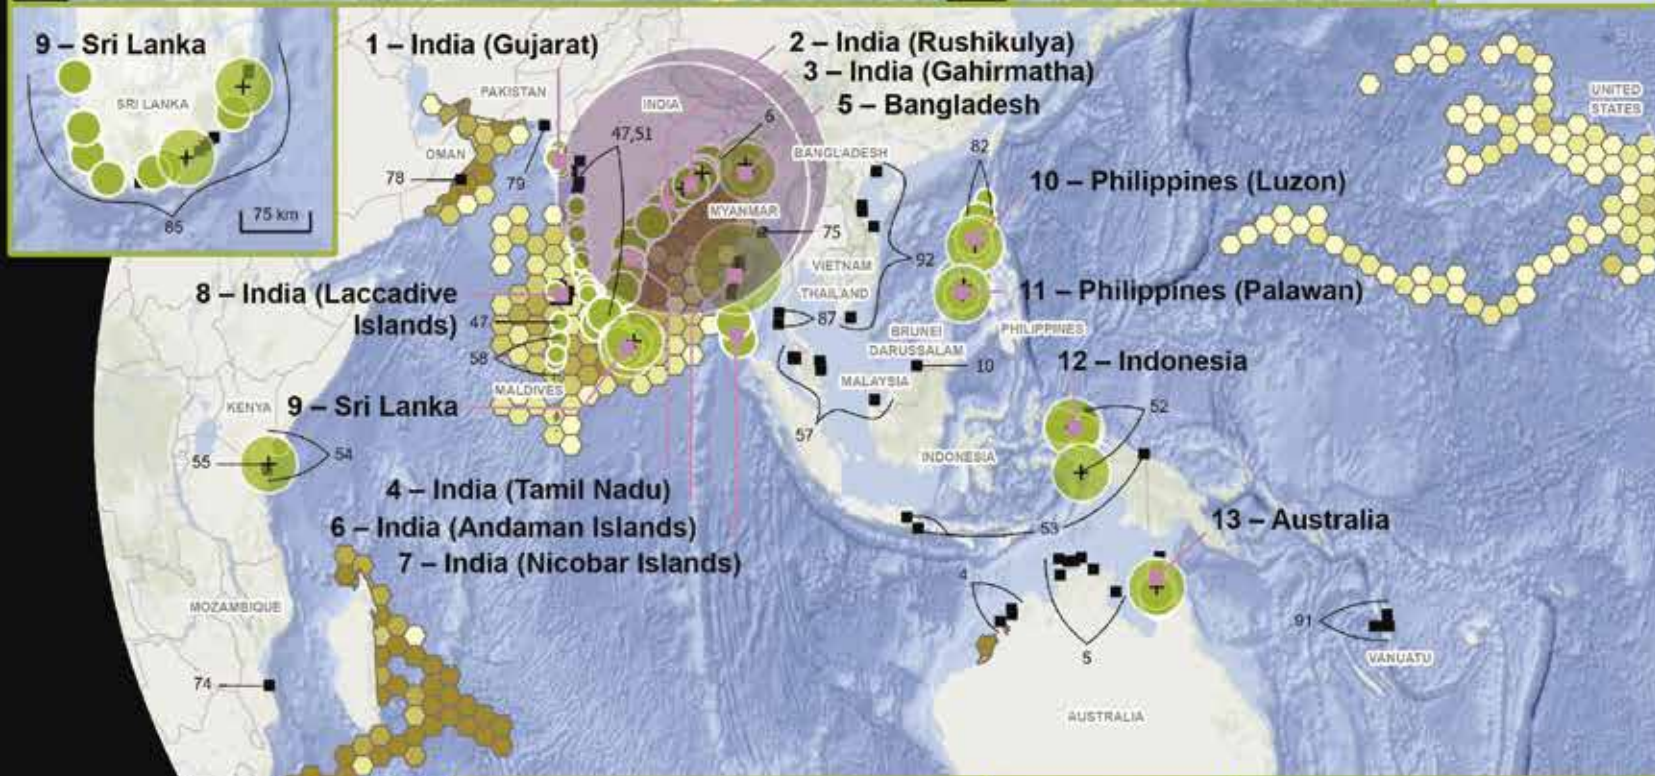 9 – Sri Lanka
SRI LANKA
85
75 km
1 – India (Gujarat)
2 – India (Rushikulya)
3 – India (Gahirmatha)
5 – Bangladesh
UNITED
STATES
PAKISTAN
INDIA
6
47,51
OMAN
78
79
BANGLADESH
82
10 – Philippines (Luzon)
MYANMAR
75
92
VIETNAM
THAILAND
8 – India (Laccadive
Islands)
11 – Philippines (Palawan)
47
87
BRUNEI
DARUSSALAM
PHILIPPINES
58
MALDIVES
MALAYSIA
10
12 – Indonesia
KENYA
9 – Sri Lanka
52
57
55
54
INDONESIA
4 – India (Tamil Nadu)
6 – India (Andaman Islands)
7 – India (Nicobar Islands)
53
13 – Australia
4
MOZAMBIQUE
91
5
VANUATU
74
AUSTRALIA